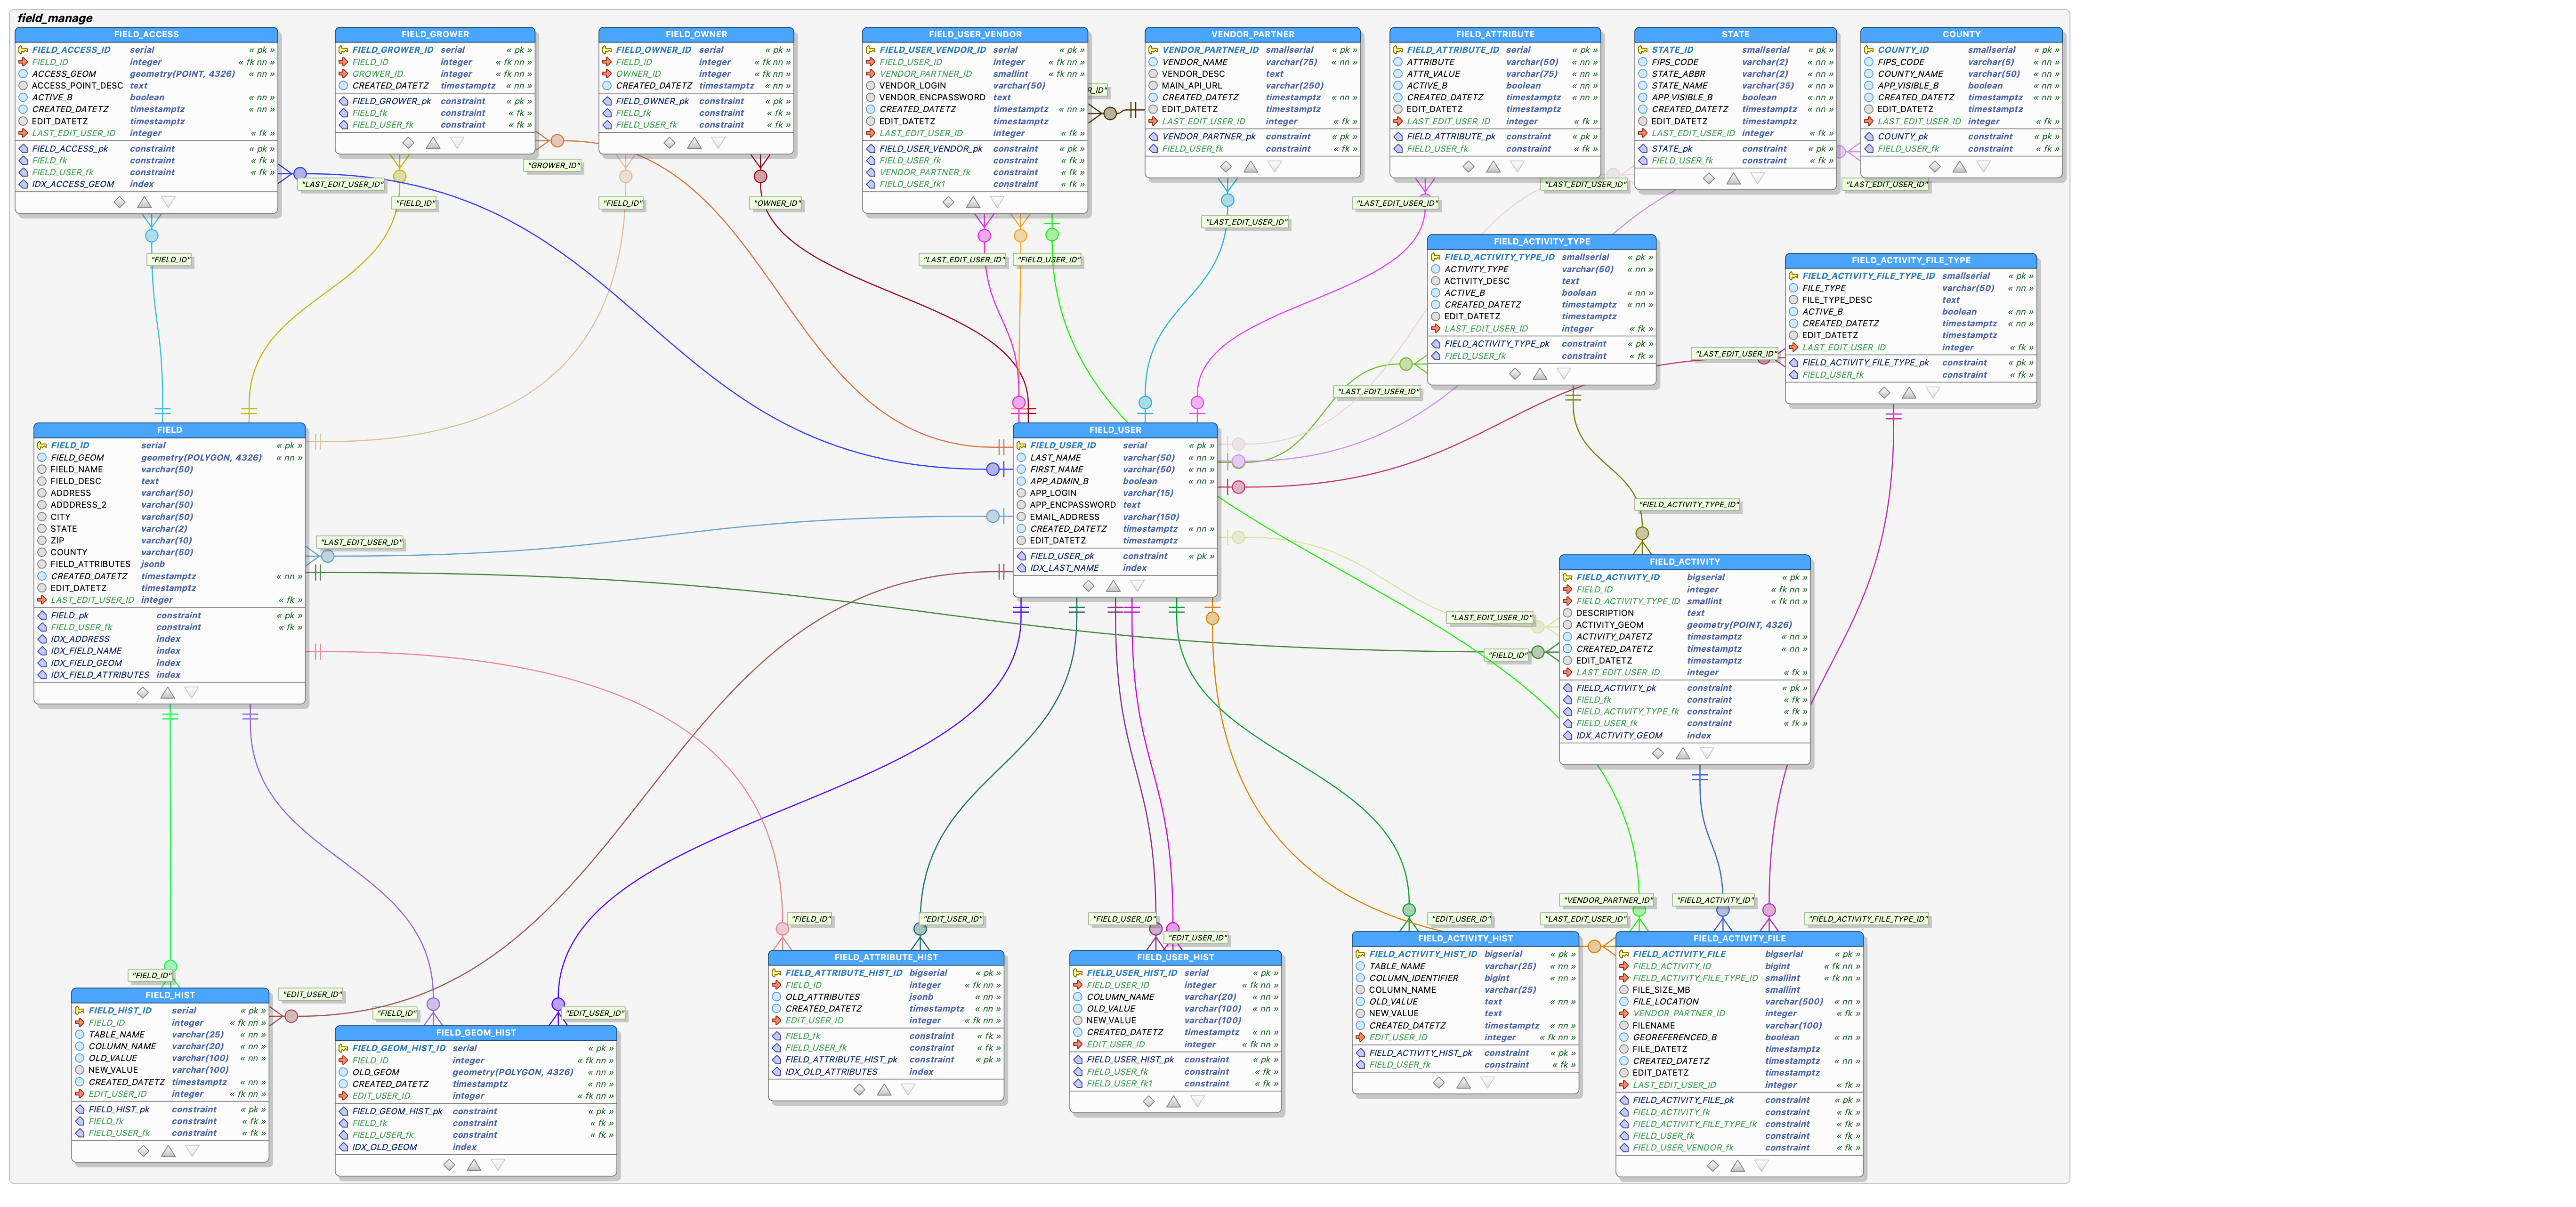 field_manage
FIELD_ACCESS
FIELD_ACCESS_ID serial « pk »
FIELD_ID integer « fk nn »
ACCESS_GEOM geometry(POINT, 4326) « nn »
ACCESS_POINT_DESC text
ACTIVE_B boolean « nn »
CREATED_DATETZ timestamptz « nn »
EDIT_DATETZ timestamptz
LAST_EDIT_USER_ID integer « fk »
FIELD_ACCESS_pk constraint « pk »
FIELD_fk constraint « fk »
FIELD_USER_fk constraint « fk »
IDX_ACCESS_GEOM index
FIELD_GROWER
FIELD_GROWER_ID serial « pk »
FIELD_ID integer « fk nn »
GROWER_ID integer « fk nn »
CREATED_DATETZ timestamptz « nn »
FIELD_GROWER_pk constraint « pk »
FIELD_fk constraint « fk »
FIELD_USER_fk constraint « fk »
FIELD_OWNER
FIELD_OWNER_ID serial « pk »
FIELD_ID integer « fk nn »
OWNER_ID integer « fk nn »
CREATED_DATETZ timestamptz « nn »
FIELD_OWNER_pk constraint « pk »
FIELD_fk constraint « fk »
FIELD_USER_fk constraint « fk »
FIELD_USER_VENDOR
FIELD_USER_VENDOR_ID serial « pk »
FIELD_USER_ID integer « fk nn »
VENDOR_PARTNER_ID smallint « fk nn »
VENDOR_LOGIN varchar(50)
VENDOR_ENCPASSWORD text
CREATED_DATETZ timestamptz « nn »
EDIT_DATETZ timestamptz
LAST_EDIT_USER_ID integer « fk »
FIELD_USER_VENDOR_pk constraint « pk »
FIELD_USER_fk constraint « fk »
VENDOR_PARTNER_fk constraint « fk »
FIELD_USER_fk1 constraint « fk »
R_ID"
VENDOR_PARTNER
VENDOR_PARTNER_ID smallserial « pk »
VENDOR_NAME varchar(75) « nn »
VENDOR_DESC text
MAIN_API_URL varchar(250)
CREATED_DATETZ timestamptz « nn »
EDIT_DATETZ timestamptz
LAST_EDIT_USER_ID integer « fk »
VENDOR_PARTNER_pk constraint « pk »
FIELD_USER_fk constraint « fk »
FIELD_ATTRIBUTE
FIELD_ATTRIBUTE_ID serial « pk »
ATTRIBUTE varchar(50) « nn »
ATTR_VALUE varchar(75) « nn »
ACTIVE_B boolean « nn »
CREATED_DATETZ timestamptz « nn »
EDIT_DATETZ timestamptz
LAST_EDIT_USER_ID integer « fk »
FIELD_ATTRIBUTE_pk constraint « pk »
FIELD_USER_fk constraint « fk »
STATE
STATE_ID smallserial « pk »
FIPS_CODE varchar(2) « nn »
STATE_ABBR varchar(2) « nn »
STATE_NAME varchar(35) « nn »
APP_VISIBLE_B boolean « nn »
CREATED_DATETZ timestamptz « nn »
EDIT_DATETZ timestamptz
LAST_EDIT_USER_ID integer « fk »
STATE_pk constraint « pk »
FIELD_USER_fk constraint « fk »
COUNTY
COUNTY_ID smallserial « pk »
FIPS_CODE varchar(5) « nn »
COUNTY_NAME varchar(50) « nn »
APP_VISIBLE_B boolean « nn »
CREATED_DATETZ timestamptz « nn »
EDIT_DATETZ timestamptz
LAST_EDIT_USER_ID integer « fk »
COUNTY_pk constraint « pk »
FIELD_USER_fk constraint « fk »
"GROWER_ID"
"LAST_EDIT_USER_ID"
"LAST_EDIT_USER_ID"
"LAST_EDIT_USER_ID"
"FIELD_ID"
"FIELD_ID"
"OWNER_ID"
"LAST_EDIT_USER_ID"
"LAST_EDIT_USER_ID"
"FIELD_ID"
"LAST_EDIT_USER_ID"
"FIELD_USER_ID"
FIELD_ACTIVITY_TYPE
FIELD_ACTIVITY_TYPE_ID smallserial « pk »
ACTIVITY_TYPE varchar(50) « nn »
ACTIVITY_DESC text
ACTIVE_B boolean « nn »
CREATED_DATETZ timestamptz « nn »
EDIT_DATETZ timestamptz
LAST_EDIT_USER_ID integer « fk »
FIELD_ACTIVITY_TYPE_pk constraint « pk »
FIELD_USER_fk constraint « fk »
FIELD_ACTIVITY_FILE_TYPE
FIELD_ACTIVITY_FILE_TYPE_ID smallserial « pk »
FILE_TYPE varchar(50) « nn »
FILE_TYPE_DESC text
ACTIVE_B boolean « nn »
CREATED_DATETZ timestamptz « nn »
EDIT_DATETZ timestamptz
LAST_EDIT_USER_ID integer « fk »
FIELD_ACTIVITY_FILE_TYPE_pk constraint « pk »
FIELD_USER_fk constraint « fk »
"LAST_EDIT_USER_ID"
"LAST_EDIT_USER_ID"
FIELD
FIELD_ID serial « pk »
FIELD_GEOM geometry(POLYGON, 4326) « nn »
FIELD_NAME varchar(50)
FIELD_DESC text
ADDRESS varchar(50)
ADDDRESS_2 varchar(50)
CITY varchar(50)
STATE varchar(2)
ZIP varchar(10)
COUNTY varchar(50)
FIELD_ATTRIBUTES jsonb
CREATED_DATETZ timestamptz « nn »
EDIT_DATETZ timestamptz
LAST_EDIT_USER_ID integer « fk »
FIELD_pk constraint « pk »
FIELD_USER_fk constraint « fk »
IDX_ADDRESS index
IDX_FIELD_NAME index
IDX_FIELD_GEOM index
IDX_FIELD_ATTRIBUTES index
"LAST_EDIT_USER_ID"
FIELD_USER
FIELD_USER_ID serial « pk »
LAST_NAME varchar(50) « nn »
FIRST_NAME varchar(50) « nn »
APP_ADMIN_B boolean « nn »
APP_LOGIN varchar(15)
APP_ENCPASSWORD text
EMAIL_ADDRESS varchar(150)
CREATED_DATETZ timestamptz « nn »
EDIT_DATETZ timestamptz
FIELD_USER_pk constraint « pk »
IDX_LAST_NAME index
"FIELD_ACTIVITY_TYPE_ID"
"LAST_EDIT_USER_ID"
"FIELD_ID"
FIELD_ACTIVITY
FIELD_ACTIVITY_ID bigserial « pk »
FIELD_ID integer « fk nn »
FIELD_ACTIVITY_TYPE_ID smallint « fk nn »
DESCRIPTION text
ACTIVITY_GEOM geometry(POINT, 4326)
ACTIVITY_DATETZ timestamptz « nn »
CREATED_DATETZ timestamptz « nn »
EDIT_DATETZ timestamptz
LAST_EDIT_USER_ID integer « fk »
FIELD_ACTIVITY_pk constraint « pk »
FIELD_fk constraint « fk »
FIELD_ACTIVITY_TYPE_fk constraint « fk »
FIELD_USER_fk constraint « fk »
IDX_ACTIVITY_GEOM index
"VENDOR_PARTNER_ID"
"FIELD_ACTIVITY_ID"
"FIELD_ID"
"EDIT_USER_ID"
"FIELD_USER_ID"
"EDIT_USER_ID"
"LAST_EDIT_USER_ID"
"FIELD_ACTIVITY_FILE_TYPE_ID"
"EDIT_USER_ID"
"FIELD_ID"
"EDIT_USER_ID"
"FIELD_ID"
"EDIT_USER_ID"
FIELD_HIST
FIELD_HIST_ID serial « pk »
FIELD_ID integer « fk nn »
TABLE_NAME varchar(25) « nn »
COLUMN_NAME varchar(20) « nn »
OLD_VALUE varchar(100) « nn »
NEW_VALUE varchar(100)
CREATED_DATETZ timestamptz « nn »
EDIT_USER_ID integer « fk nn »
FIELD_HIST_pk constraint « pk »
FIELD_fk constraint « fk »
FIELD_USER_fk constraint « fk »
FIELD_GEOM_HIST
FIELD_GEOM_HIST_ID serial « pk »
FIELD_ID integer « fk nn »
OLD_GEOM geometry(POLYGON, 4326) « nn »
CREATED_DATETZ timestamptz « nn »
EDIT_USER_ID integer « fk nn »
FIELD_GEOM_HIST_pk constraint « pk »
FIELD_fk constraint « fk »
FIELD_USER_fk constraint « fk »
IDX_OLD_GEOM index
FIELD_ATTRIBUTE_HIST
FIELD_ATTRIBUTE_HIST_ID bigserial « pk »
FIELD_ID integer « fk nn »
OLD_ATTRIBUTES jsonb « nn »
CREATED_DATETZ timestamptz « nn »
EDIT_USER_ID integer « fk nn »
FIELD_fk constraint « fk »
FIELD_USER_fk constraint « fk »
FIELD_ATTRIBUTE_HIST_pk constraint « pk »
IDX_OLD_ATTRIBUTES index
FIELD_USER_HIST
FIELD_USER_HIST_ID serial « pk »
FIELD_USER_ID integer « fk nn »
COLUMN_NAME varchar(20) « nn »
OLD_VALUE varchar(100) « nn »
NEW_VALUE varchar(100)
CREATED_DATETZ timestamptz « nn »
EDIT_USER_ID integer « fk nn »
FIELD_USER_HIST_pk constraint « pk »
FIELD_USER_fk constraint « fk »
FIELD_USER_fk1 constraint « fk »
FIELD_ACTIVITY_HIST
FIELD_ACTIVITY_HIST_ID bigserial « pk »
TABLE_NAME varchar(25) « nn »
COLUMN_IDENTIFIER bigint « nn »
COLUMN_NAME varchar(25)
OLD_VALUE text « nn »
NEW_VALUE text
CREATED_DATETZ timestamptz « nn »
EDIT_USER_ID integer « fk nn »
FIELD_ACTIVITY_HIST_pk constraint « pk »
FIELD_USER_fk constraint « fk »
FIELD_ACTIVITY_FILE
FIELD_ACTIVITY_FILE bigserial « pk »
FIELD_ACTIVITY_ID bigint « fk nn »
FIELD_ACTIVITY_FILE_TYPE_ID smallint « fk nn »
FILE_SIZE_MB smallint
FILE_LOCATION varchar(500) « nn »
VENDOR_PARTNER_ID integer « fk »
FILENAME varchar(100)
GEOREFERENCED_B boolean « nn »
FILE_DATETZ timestamptz
CREATED_DATETZ timestamptz « nn »
EDIT_DATETZ timestamptz
LAST_EDIT_USER_ID integer « fk »
FIELD_ACTIVITY_FILE_pk constraint « pk »
FIELD_ACTIVITY_fk constraint « fk »
FIELD_ACTIVITY_FILE_TYPE_fk constraint « fk »
FIELD_USER_fk constraint « fk »
FIELD_USER_VENDOR_fk constraint « fk »